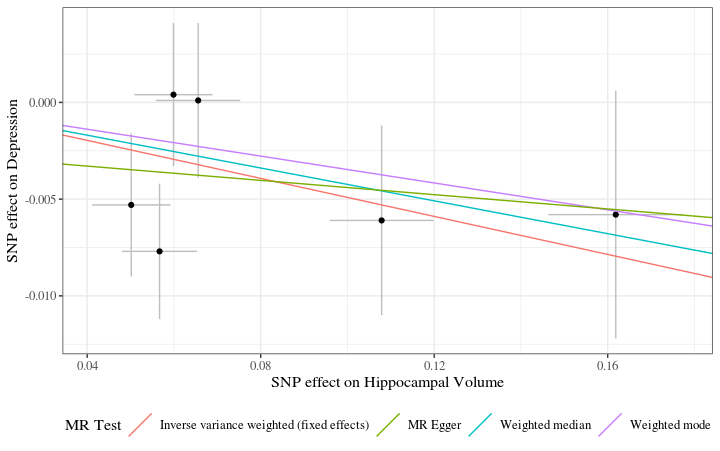 SNP effect on Depression
0.000
-0.005
-0.010
0.04
0.08
0.12
0.16
SNP effect on Hippocampal Volume
MR Test
Inverse variance weighted (fixed effects)
MR Egger
Weighted median
Weighted mode